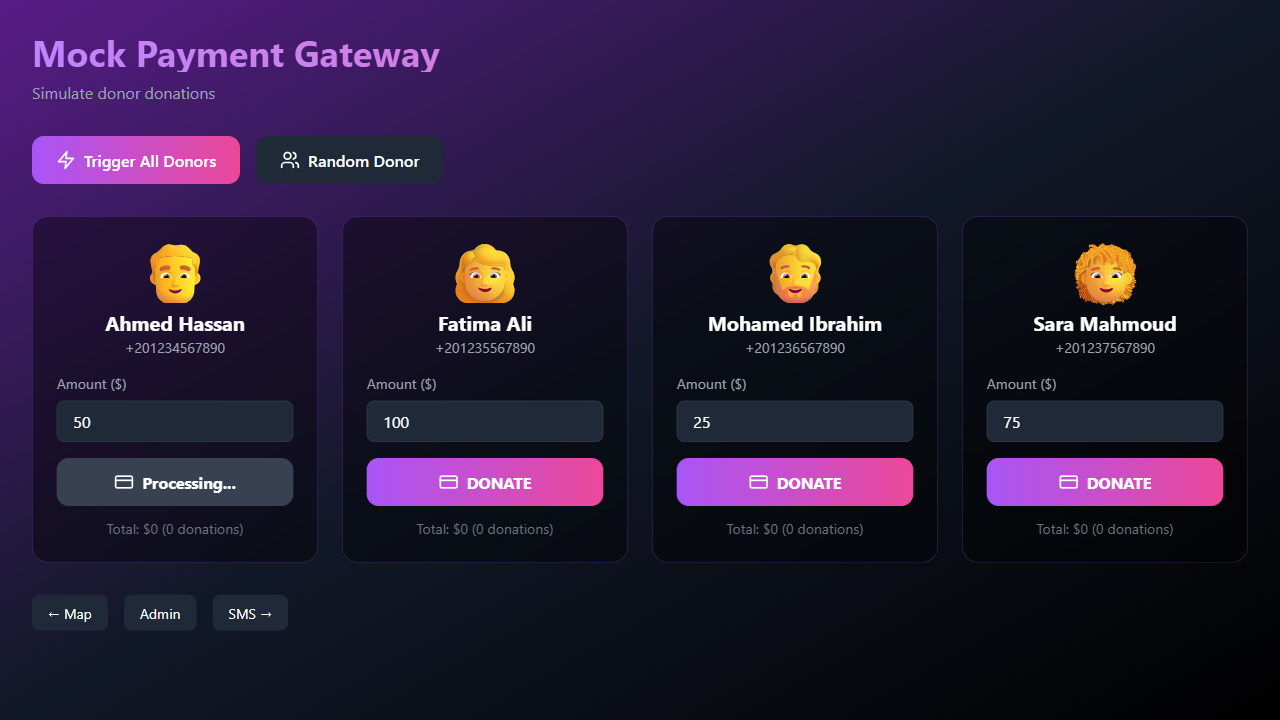 Mock Payment Gateway
Simulate donor donations
Trigger All Donors
Random Donor
Ahmed Hassan
+201234567890
Amount ($)
50
Processing...
Total: $0 (0 donations)
Fatima Ali
+201235567890
Amount ($)
100
DONATE
Total: $0 (0 donations)
Mohamed Ibrahim
+201236567890
Amount ($)
25
DONATE
Total: $0 (0 donations)
Sara Mahmoud
+201237567890
Amount ($)
75
DONATE
Total: $0 (0 donations)
← Map
Admin
SMS →